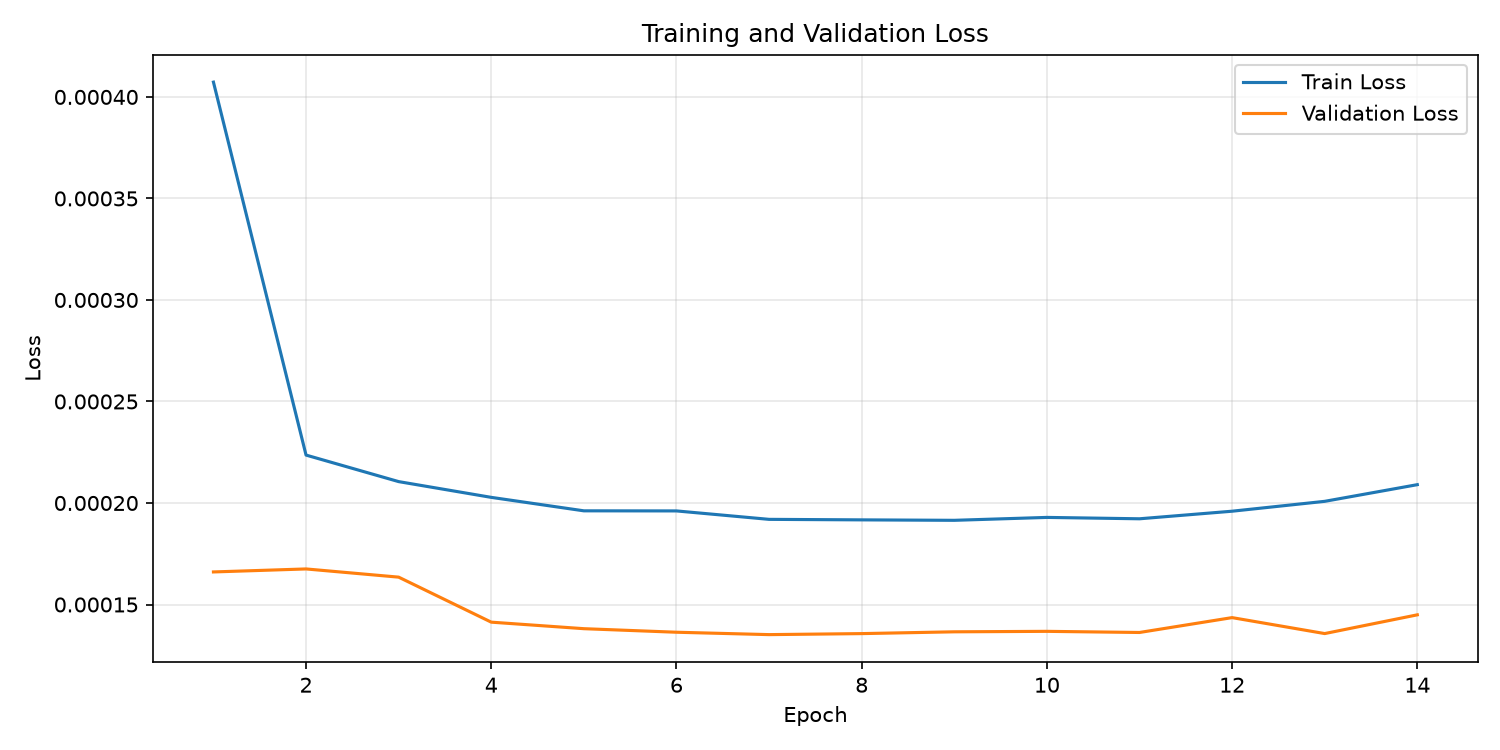 Training and Validation Loss
Train Loss
Validation Loss
0.00040
0.00035
0.00030
0.00025
0.00020
0.00015
Loss
2 4 6 8 10 12 14
Epoch